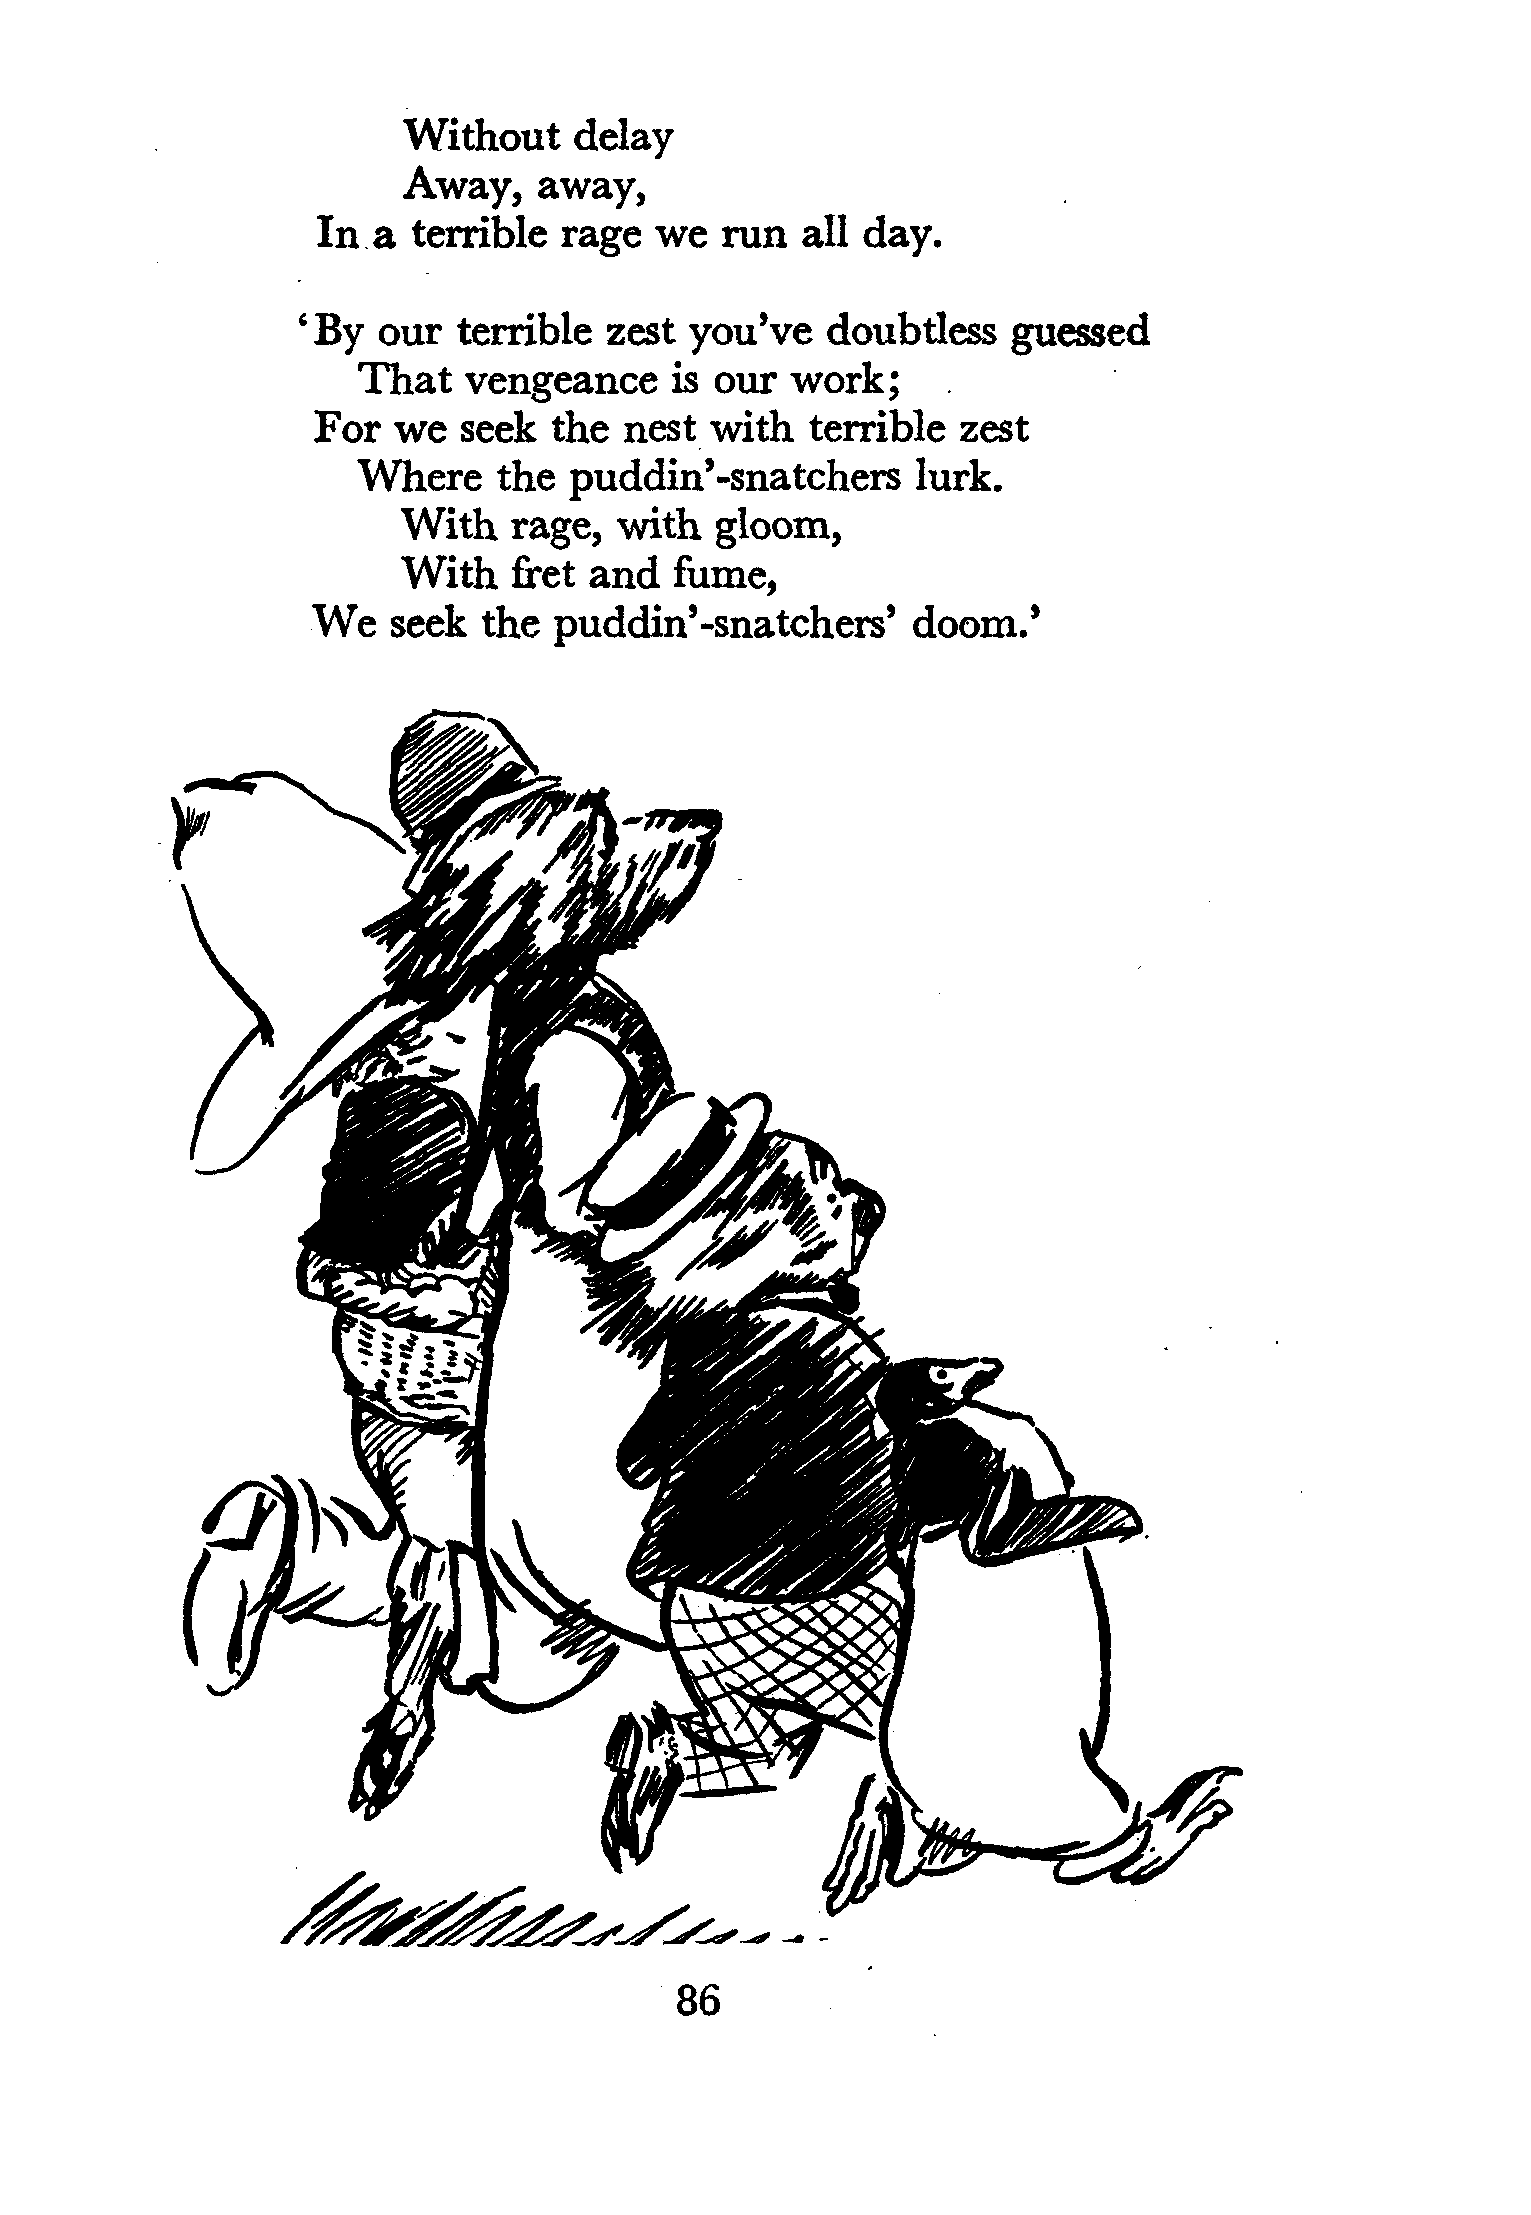 Without delay
Away, away,
In a terrible rage we run all day.
‘By our terrible zest you’ve doubtless guessed
That vengeance is our work;
For we seek the nest with terrible zest
Where the puddin’-snatchers lurk.
With rage, with gloom,
With fret and fume,
We seek the puddin’-snatchers’ doom.’
86